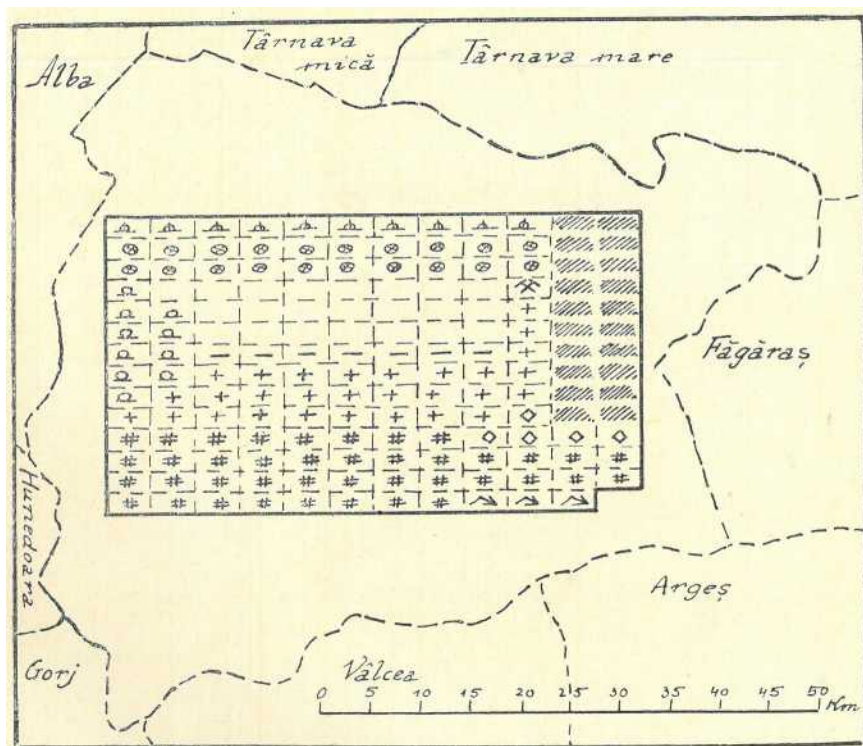 Târnava
mică
Târnava mare
Alba
Făgăraș
Hunedoara
Argeș
Gorj
Vâlcea
0 5 10 15 20 25 30 35 40 45 50 Km